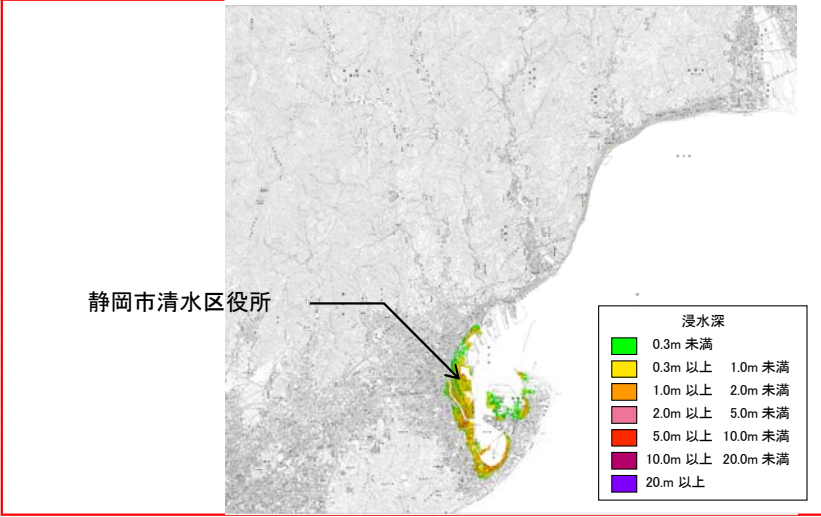 静岡市清水区役所
浸水深
0.3m 未満
0.3m 以上 1.0m 未満
1.0m 以上 2.0m 未満
2.0m 以上 5.0m 未満
5.0m 以上 10.0m 未満
10.0m 以上 20.0m 未満
20.m 以上